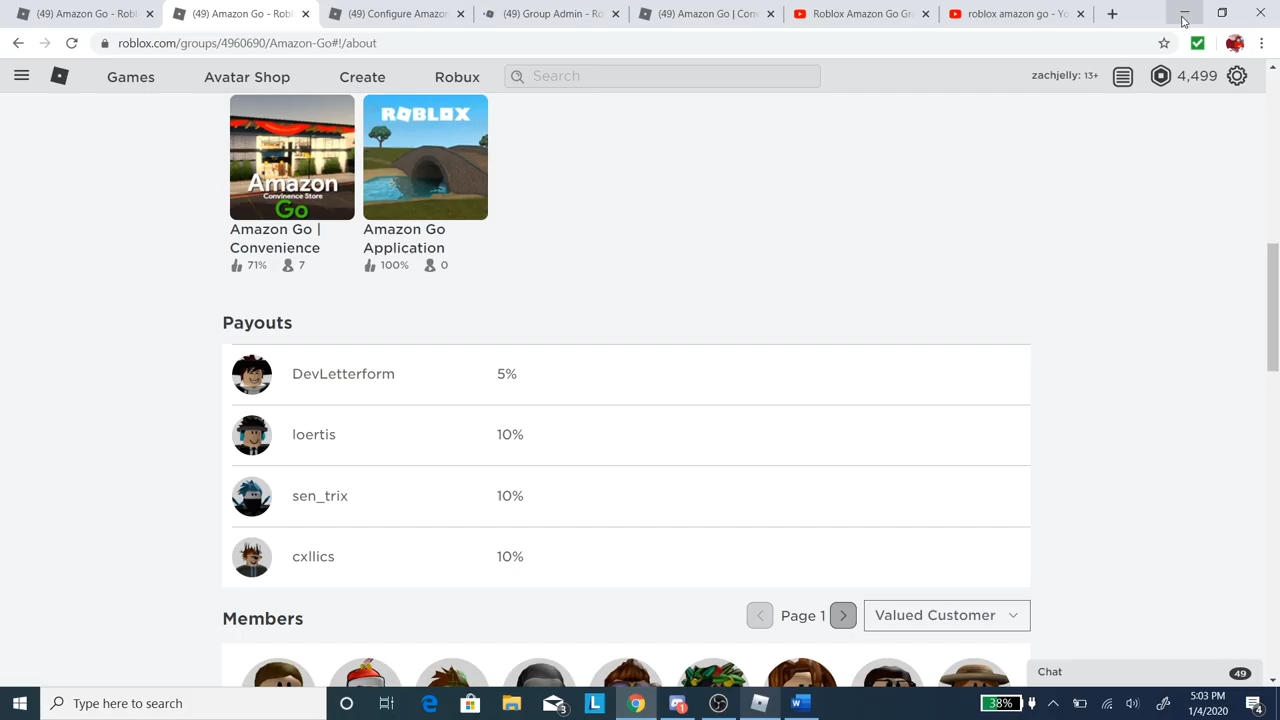 (49) Amazon Go - Robl
(49) Amazon Go - Robl
(49) Configure Amazon
(49) Group Admin - Ro
(49) Amazon Go | Con
Roblox Amazon Go Gr
roblox amazon go - Yo
roblox.com/groups/4960690/Amazon-Go#!/about
Games
Avatar Shop
Create
Robux
Search
zachjelly: 13+
4,499
Amazon
Convinence Store
Go
ROBLOX
Amazon Go |
Convenience
71% 7
Amazon Go
Application
100% 0
Payouts
DevLetterform 5%
loertis 10%
sen_trix 10%
cxllics 10%
Members
Page 1
Valued Customer
Chat
49
Type here to search
3
1
38%
5:03 PM
1/4/2020
4